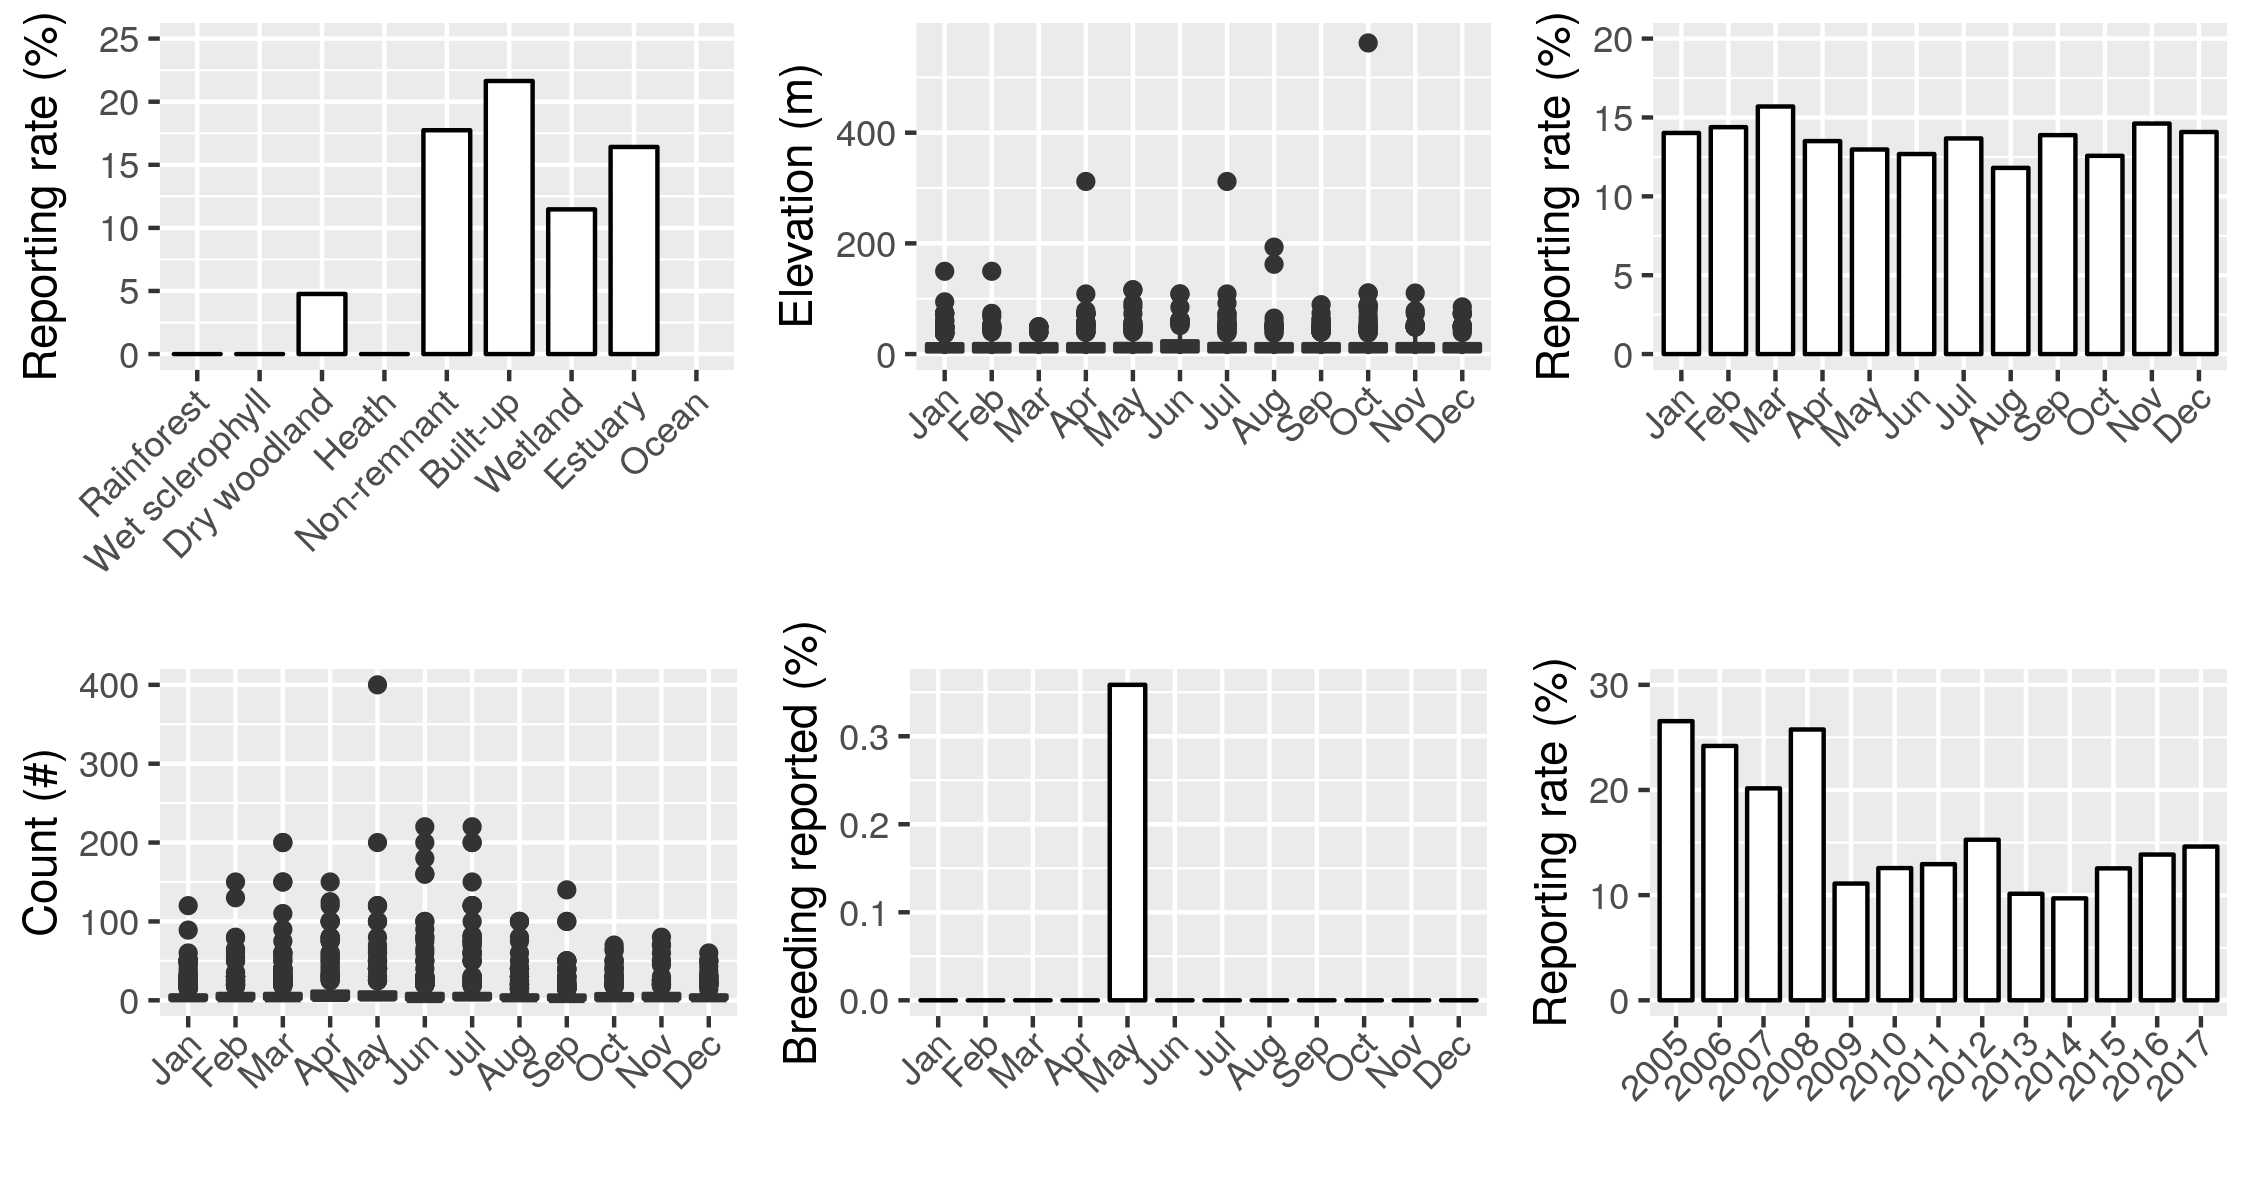 Reporting rate (%)
25
20
15
10
5
0
Rainforest
Wet sclerophyll
Dry woodland
Heath
Non-remnant
Built-up
Wetland
Estuary
Ocean
Elevation (m)
400
200
0
Jan
Feb
Mar
Apr
May
Jun
Jul
Aug
Sep
Oct
Nov
Dec
Reporting rate (%)
20
15
10
5
0
Jan
Feb
Mar
Apr
May
Jun
Jul
Aug
Sep
Oct
Nov
Dec
Count (#)
400
300
200
100
0
Jan
Feb
Mar
Apr
May
Jun
Jul
Aug
Sep
Oct
Nov
Dec
Breeding reported (%)
0.3
0.2
0.1
0.0
Jan
Feb
Mar
Apr
May
Jun
Jul
Aug
Sep
Oct
Nov
Dec
Reporting rate (%)
30
20
10
0
2005
2006
2007
2008
2009
2010
2011
2012
2013
2014
2015
2016
2017